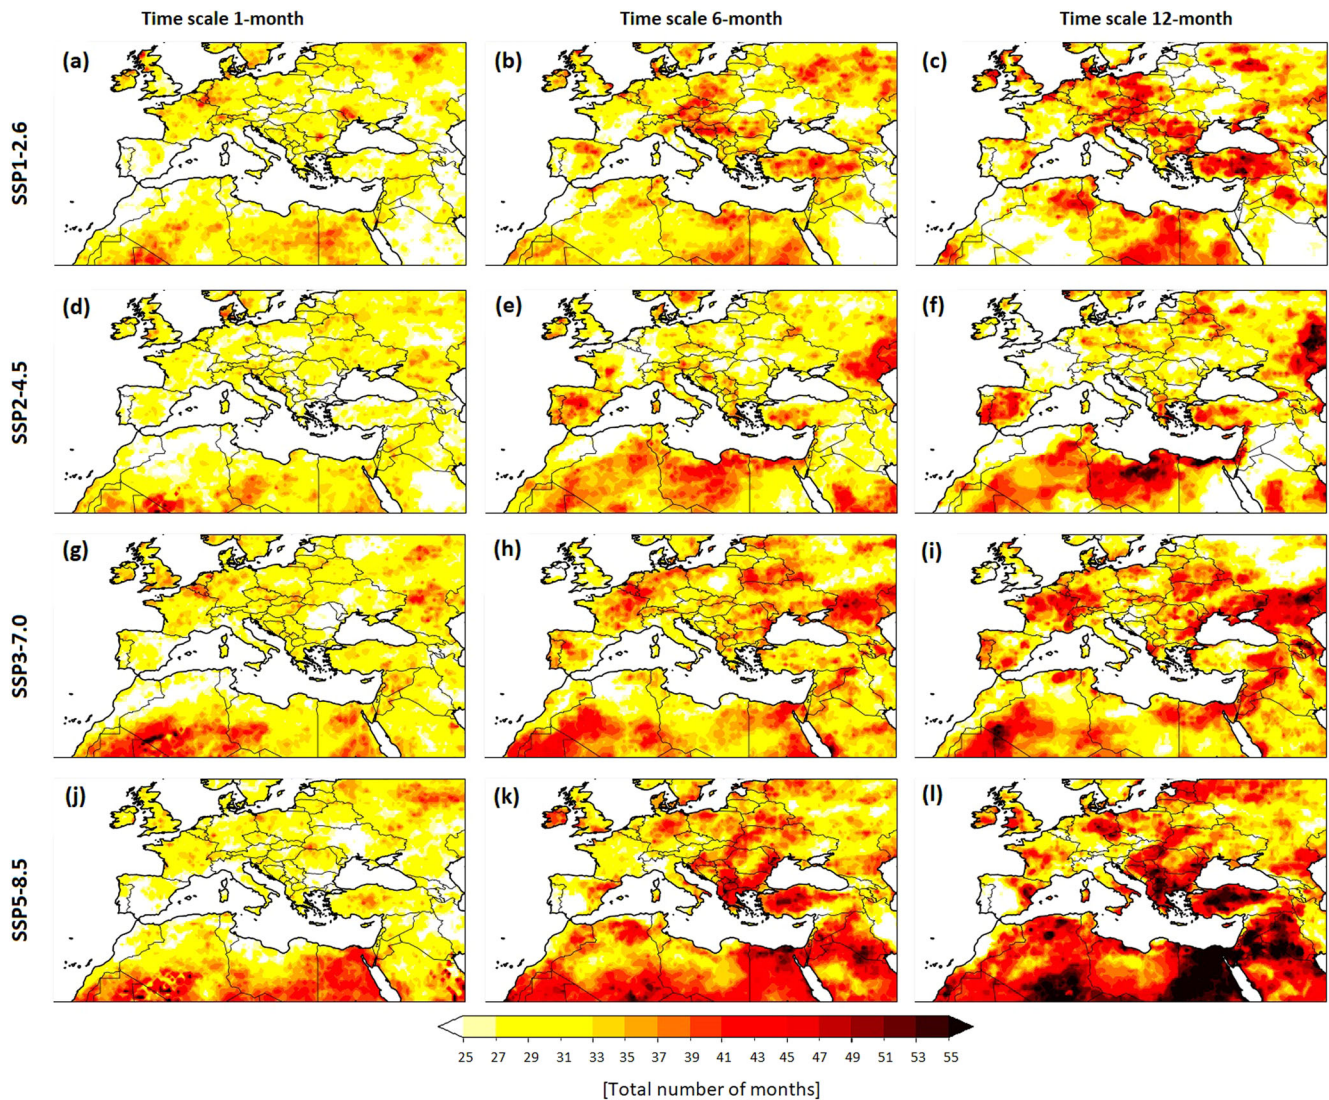 Time scale 1-month Time scale 6-month Time scale 12-month
SSP1-2.6
(a) (b) (c)
SSP2-4.5
(d) (e) (f)
SSP3-7.0
(g) (h) (i)
SSP5-8.5
(j) (k) (l)
25 27 29 31 33 35 37 39 41 43 45 47 49 51 53 55
[Total number of months]